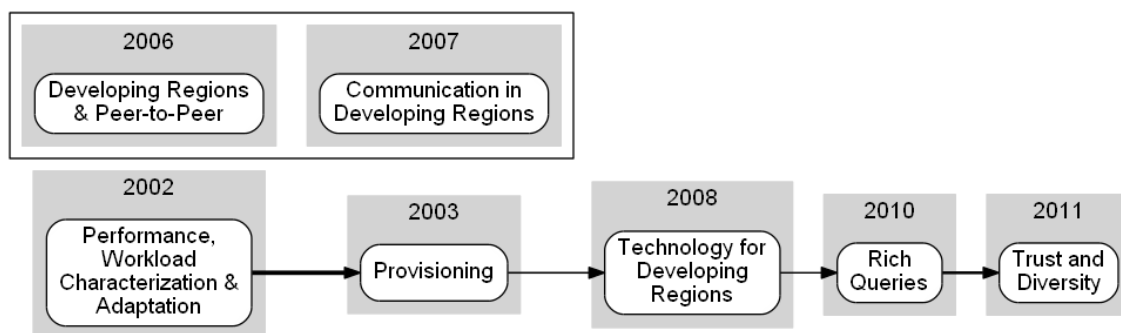 2006
Developing Regions
& Peer-to-Peer
2007
Communication in
Developing Regions
2002
Performance,
Workload
Characterization &
Adaptation
2003
Provisioning
2008
Technology for
Developing
Regions
2010
Rich
Queries
2011
Trust and
Diversity